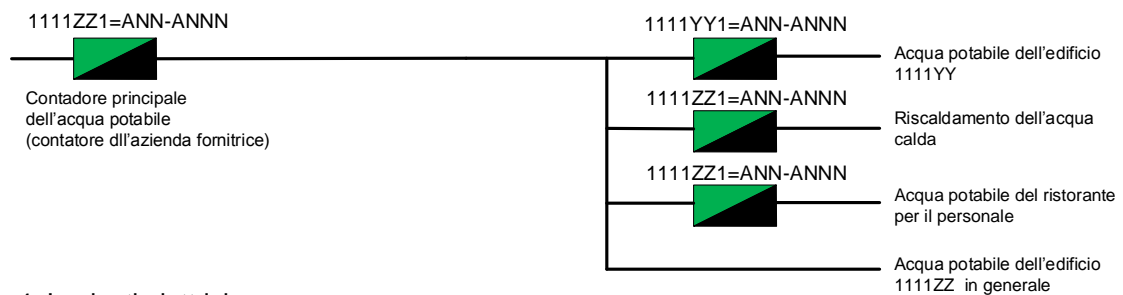 1111ZZ1=ANN-ANNN
Contadore principale
dell'acqua potabile
(contatore dll'azienda fornitrice)
1111YY1=ANN-ANNN
Acqua potabile dell'edificio
1111YY
1111ZZ1=ANN-ANNN
Riscaldamento dell'acqua
calda
1111ZZ1=ANN-ANNN
Acqua potabile del ristorante
per il personale
Acqua potabile dell'edificio
1111ZZ in generale